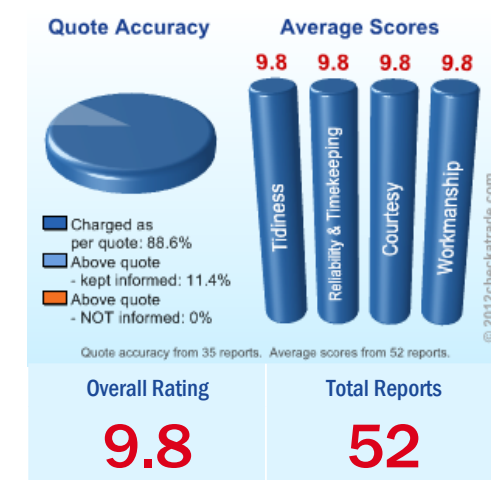 Quote Accuracy
Charged as
per quote: 88.6%
Above quote
- kept informed: 11.4%
Above quote
- NOT informed: 0%
Average Scores
9.8 9.8 9.8 9.8
Tidiness
Reliability & Timekeeping
Courtesy
Workmanship
© 2012checkatrade.com
Quote accuracy from 35 reports. Average scores from 52 reports.
Overall Rating
9.8
Total Reports
52